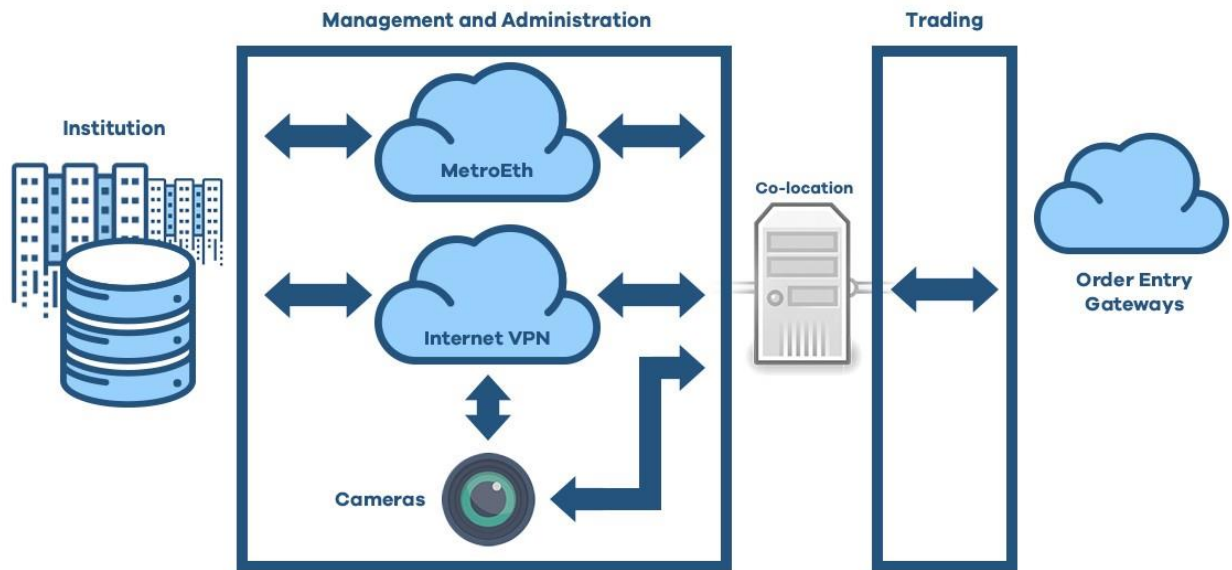 Management and Administration
Trading
Institution
MetroEth
Co-location
Internet VPN
Order Entry
Gateways
Cameras